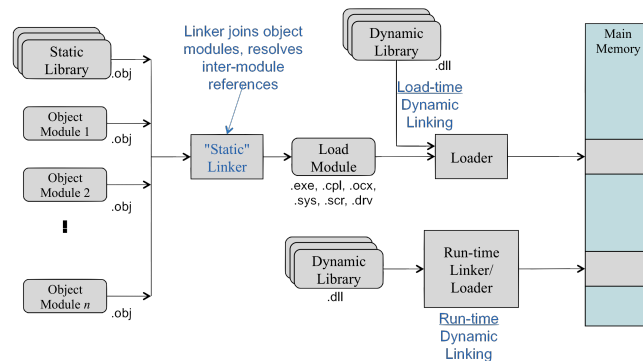 Static
Library
.obj
Object
Module 1
.obj
Object
Module 2
.obj
Object
Module n
.obj
Linker joins object
modules, resolves
inter-module
references
"Static"
Linker
Load
Module
.exe, .cpl, .ocx,
.sys, .scr, .drv
Dynamic
Library
.dll
Load-time
Dynamic
Linking
Loader
Main
Memory
Dynamic
Library
.dll
Run-time
Linker/
Loader
Run-time
Dynamic
Linking